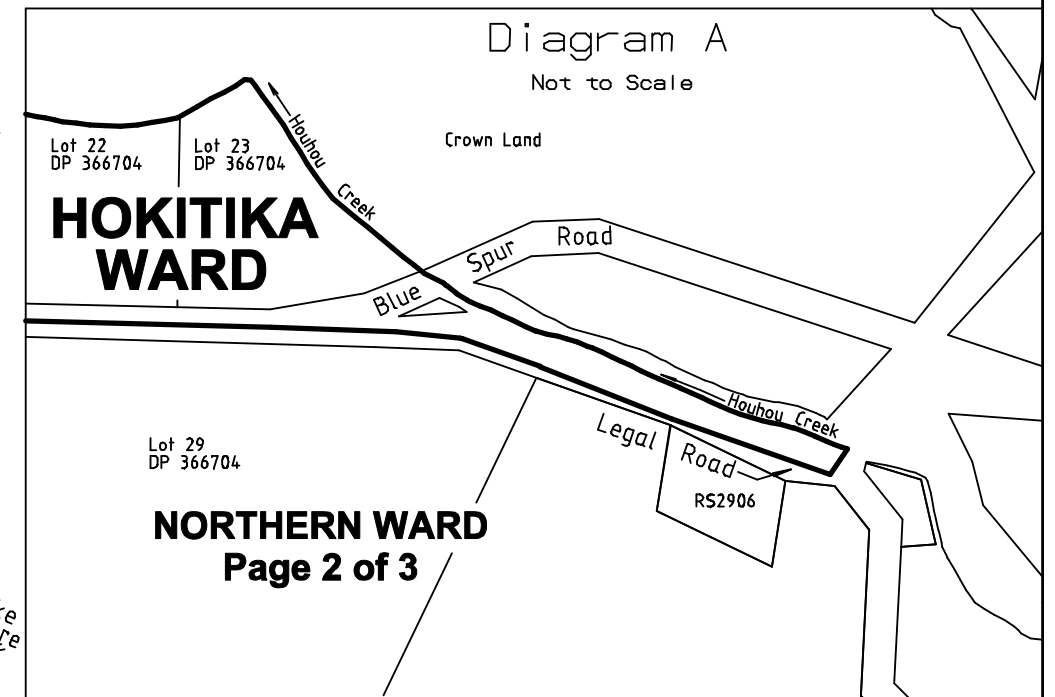 Diagram A
Not to Scale
Crown Land
Houhou Creek
Lot 22
DP 366704
Lot 23
DP 366704
HOKITIKA
WARD
Blue Spur Road
Houhou Creek
Legal Road
RS2906
Lot 29
DP 366704
NORTHERN WARD
Page 2 of 3